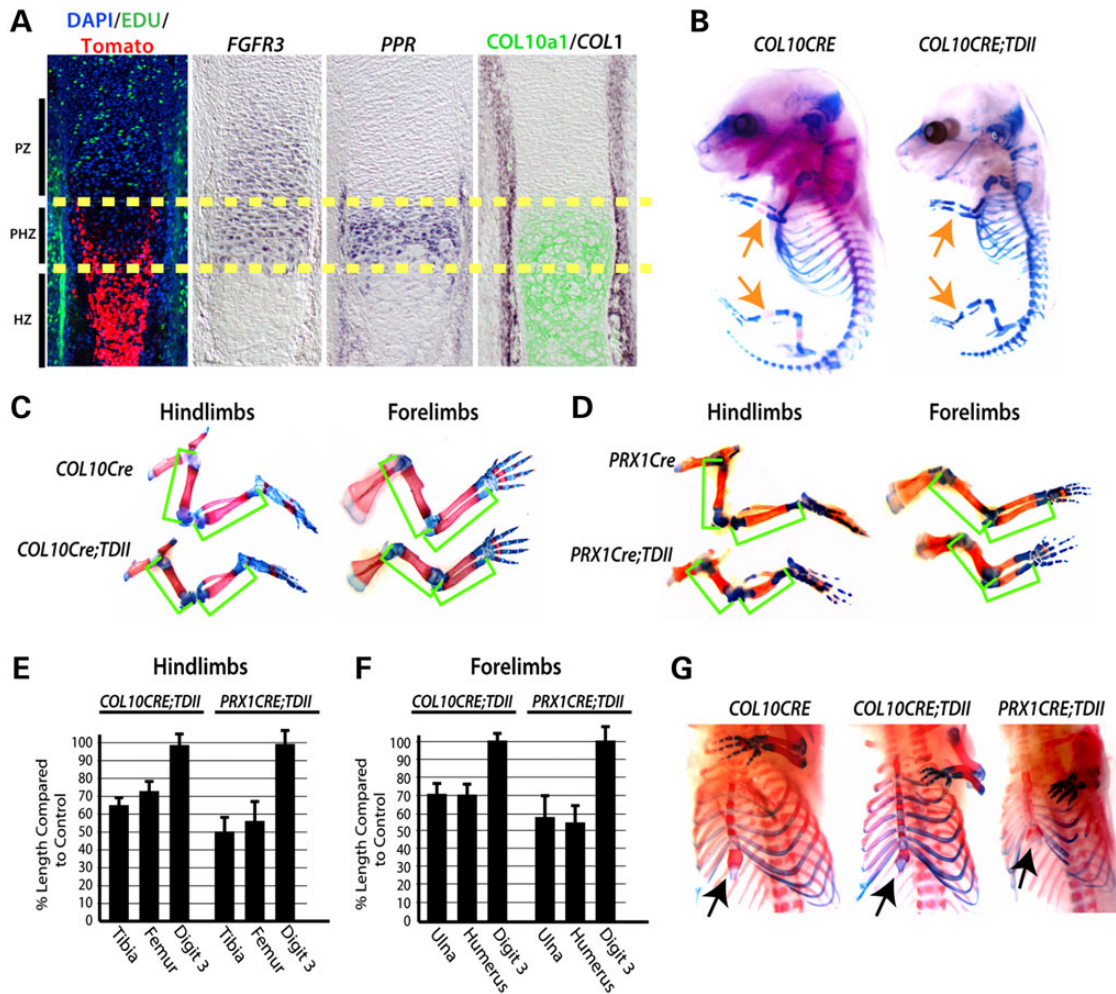 A
DAPI/EDU/
Tomato
FGFR3
PPR
COL10a1/COL1
PZ
PHZ
HZ
B
COL10CRE
COL10CRE;TDII
C
Hindlimbs
Forelimbs
COL10Cre
COL10Cre;TDII
D
Hindlimbs
Forelimbs
PRX1Cre
PRX1Cre;TDII
E
Hindlimbs
COL10CRE;TDII
PRX1CRE;TDII
% Length Compared
to Control
100
90
80
70
60
50
40
30
20
10
0
Tibia
Femur
Digit 3
Tibia
Femur
Digit 3
F
Forelimbs
COL10CRE;TDII
PRX1CRE;TDII
% Length Compared
to Control
100
90
80
70
60
50
40
30
20
10
0
Ulna
Humerus
Digit 3
Ulna
Humerus
Digit 3
G
COL10CRE
COL10CRE;TDII
PRX1CRE;TDII